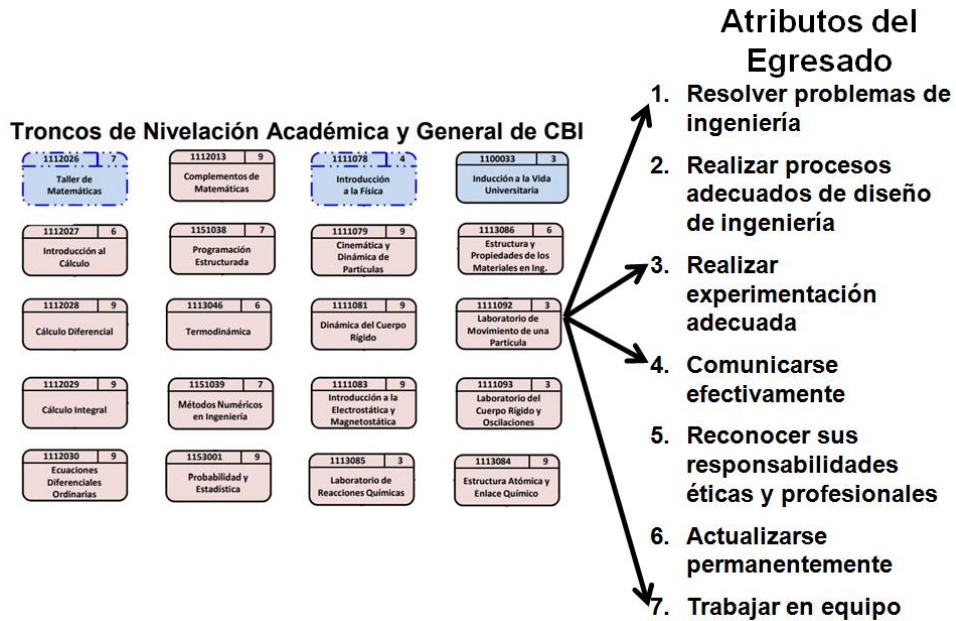 Atributos del
Egresado
Troncos de Nivelación Académica y General de CBI
1112026 7
Taller de
Matemáticas
1112013 9
Complementos de
Matemáticas
1111078 4
Introducción
a la Física
1100033 3
Inducción a la Vida
Universitaria
1112027 6
Introducción al
Cálculo
1151038 7
Programación
Estructurada
1111079 9
Cinemática y
Dinámica de
Partículas
1113086 6
Estructura y
Propiedades de los
Materiales en Ing.
1112028 9
Cálculo Diferencial
1113046 6
Termodinámica
1111081 9
Dinámica del Cuerpo
Rígido
1111092 3
Laboratorio de
Movimiento de una
Partícula
1112029 9
Cálculo Integral
1151039 7
Métodos Numéricos
en Ingeniería
1111083 9
Introducción a la
Electrostática y
Magnetostática
1111093 3
Laboratorio del
Cuerpo Rígido y
Oscilaciones
1112030 9
Ecuaciones
Diferenciales
Ordinarias
1153001 9
Probabilidad y
Estadística
1113085 3
Laboratorio de
Reacciones Químicas
1113084 9
Estructura Atómica y
Enlace Químico
1. Resolver problemas de
ingeniería
2. Realizar procesos
adecuados de diseño
de ingeniería
3. Realizar
experimentación
adecuada
4. Comunicarse
efectivamente
5. Reconocer sus
responsabilidades
éticas y profesionales
6. Actualizarse
permanentemente
7. Trabajar en equipo